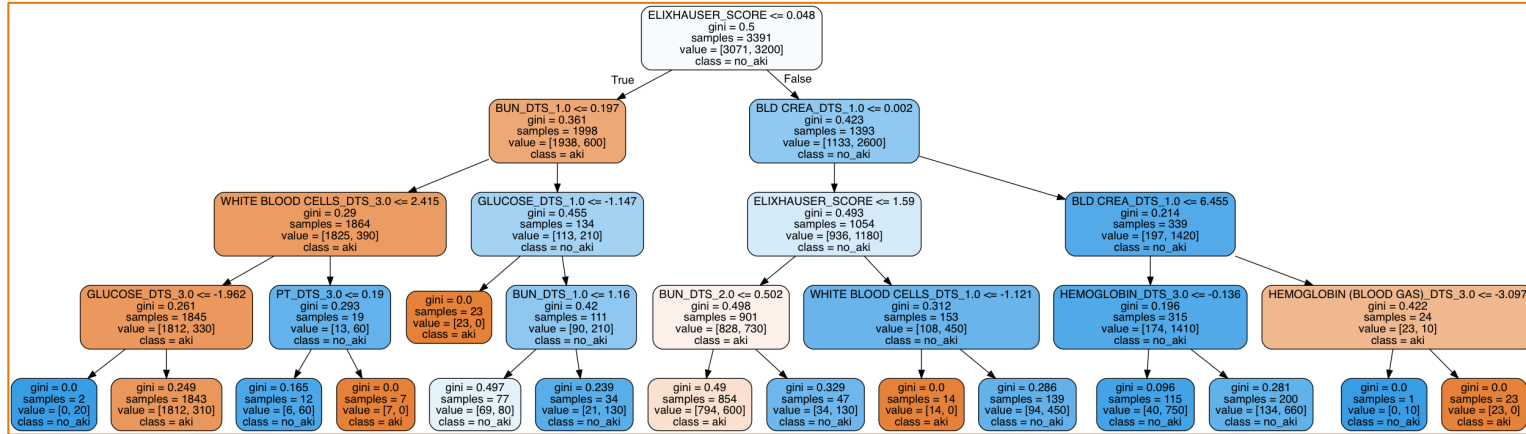 ELIXHAUSER_SCORE <= 0.048
gini = 0.5
samples = 3391
value = [3071, 3200]
class = no_aki
True
False
BUN_DTS_1.0 <= 0.197
gini = 0.361
samples = 1998
value = [1938, 600]
class = aki
BLD CREA_DTS_1.0 <= 0.002
gini = 0.423
samples = 1393
value = [1133, 2600]
class = no_aki
WHITE BLOOD CELLS_DTS_3.0 <= 2.415
gini = 0.29
samples = 1864
value = [1825, 390]
class = aki
GLUCOSE_DTS_1.0 <= -1.147
gini = 0.455
samples = 134
value = [113, 210]
class = no_aki
ELIXHAUSER_SCORE <= 1.59
gini = 0.493
samples = 1054
value = [936, 1180]
class = no_aki
BLD CREA_DTS_1.0 <= 6.455
gini = 0.214
samples = 339
value = [197, 1420]
class = no_aki
GLUCOSE_DTS_3.0 <= -1.962
gini = 0.261
samples = 1845
value = [1812, 330]
class = aki
PT_DTS_3.0 <= 0.19
gini = 0.293
samples = 19
value = [13, 60]
class = no_aki
gini = 0.0
samples = 23
value = [23, 0]
class = aki
BUN_DTS_1.0 <= 1.16
gini = 0.42
samples = 111
value = [90, 210]
class = no_aki
BUN_DTS_2.0 <= 0.502
gini = 0.498
samples = 901
value = [828, 730]
class = aki
WHITE BLOOD CELLS_DTS_1.0 <= -1.121
gini = 0.312
samples = 153
value = [108, 450]
class = no_aki
HEMOGLOBIN_DTS_3.0 <= -0.136
gini = 0.196
samples = 315
value = [174, 1410]
class = no_aki
HEMOGLOBIN (BLOOD GAS)_DTS_3.0 <= -3.097
gini = 0.422
samples = 24
value = [23, 10]
class = aki
gini = 0.0
samples = 2
value = [0, 20]
class = no_aki
gini = 0.249
samples = 1843
value = [1812, 310]
class = aki
gini = 0.165
samples = 12
value = [6, 60]
class = no_aki
gini = 0.0
samples = 7
value = [7, 0]
class = aki
gini = 0.497
samples = 77
value = [69, 80]
class = no_aki
gini = 0.239
samples = 34
value = [21, 130]
class = no_aki
gini = 0.49
samples = 854
value = [794, 600]
class = aki
gini = 0.329
samples = 47
value = [34, 130]
class = no_aki
gini = 0.0
samples = 14
value = [14, 0]
class = aki
gini = 0.286
samples = 139
value = [94, 450]
class = no_aki
gini = 0.096
samples = 115
value = [40, 750]
class = no_aki
gini = 0.281
samples = 200
value = [134, 660]
class = no_aki
gini = 0.0
samples = 1
value = [0, 10]
class = no_aki
gini = 0.0
samples = 23
value = [23, 0]
class = aki